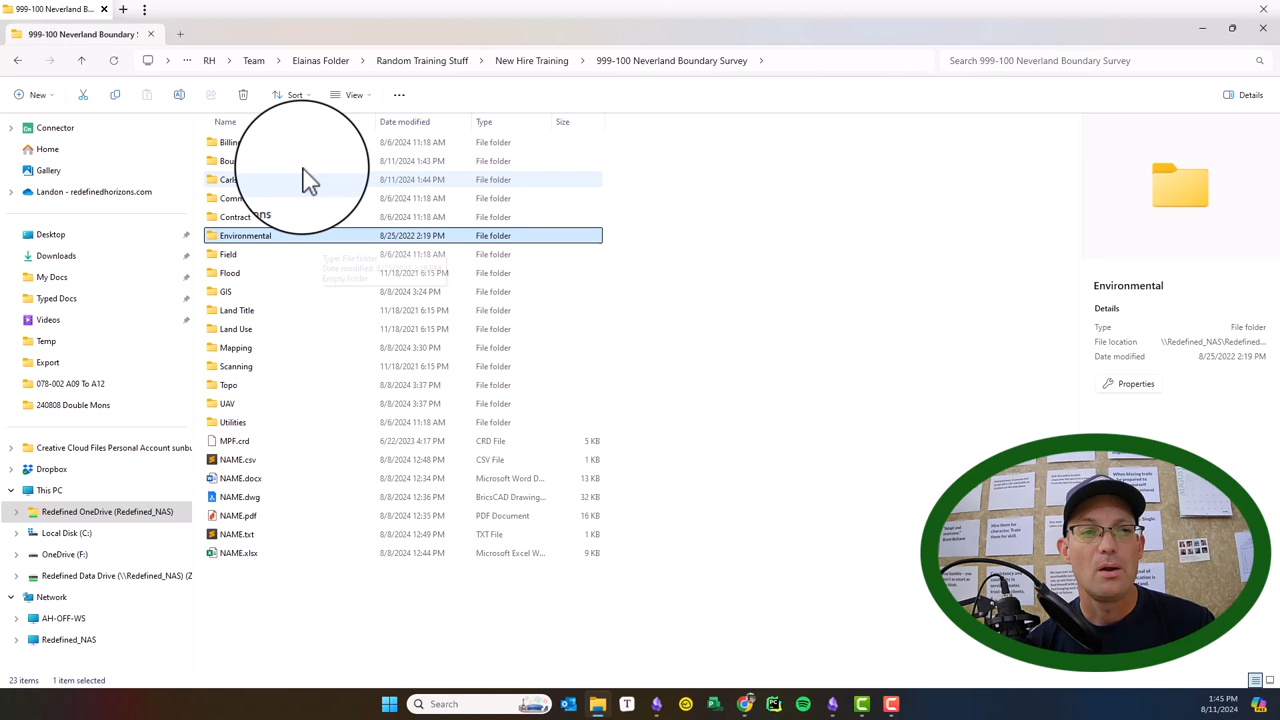 999-100 Neverland B...
999-100 Neverland Boundary S
RH > Team > Elainas Folder > Random Training Stuff > New Hire Training > 999-100 Neverland Boundary Survey >
Search 999-100 Neverland Boundary Survey
New
Sort
View
Details
Name Date modified Type Size
Connector
Home
Gallery
Landon - redefinedhorizons.com
Desktop
Downloads
My Docs
Typed Docs
Videos
Temp
Export
078-002 A09 To A12
240808 Double Mons
Creative Cloud Files Personal Account sunbu
Dropbox
This PC
Redefined OneDrive (Redefined_NAS)
Local Disk (C:)
OneDrive (F:)
Redefined Data Drive (\\Redefined_NAS) (Z
Network
AH-OFF-WS
Redefined_NAS
Billin 8/6/2024 11:18 AM File folder
Bou 8/11/2024 1:43 PM File folder
Carls 8/11/2024 1:44 PM File folder
Comm 8/6/2024 11:18 AM File folder
Contract 8/6/2024 11:18 AM File folder
ons
Environmental 8/25/2022 2:19 PM File folder
Field 8/6/2024 11:18 AM File folder
Flood 11/18/2021 6:15 PM File folder
GIS 8/8/2024 3:24 PM File folder
Land Title 11/18/2021 6:15 PM File folder
Land Use 11/18/2021 6:15 PM File folder
Mapping 8/8/2024 3:30 PM File folder
Scanning 11/18/2021 6:15 PM File folder
Topo 8/8/2024 3:37 PM File folder
UAV 8/8/2024 3:37 PM File folder
Utilities 8/6/2024 11:18 AM File folder
MPF.crd 6/22/2023 4:17 PM CRD File 5 KB
NAME.csv 8/8/2024 12:48 PM CSV File 1 KB
NAME.docx 8/8/2024 12:34 PM Microsoft Word D... 13 KB
NAME.dwg 8/8/2024 12:36 PM BricsCAD Drawing... 32 KB
NAME.pdf 8/8/2024 12:35 PM PDF Document 16 KB
NAME.txt 8/8/2024 12:49 PM TXT File 1 KB
NAME.xlsx 8/8/2024 12:44 PM Microsoft Excel W... 9 KB
Type: File folder
Date modified:
Empty folder
Environmental
Details
Type File folder
File location \\Redefined_NAS\Redefined...
Date modified 8/25/2022 2:19 PM
Properties
23 items 1 item selected
Search
1:45 PM
8/11/2024